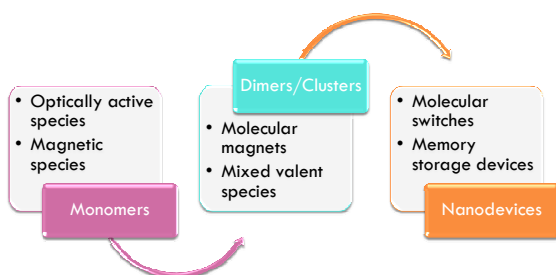 • Optically active
species
• Magnetic
species
Monomers
Dimers/Clusters
• Molecular
magnets
• Mixed valent
species
• Molecular
switches
• Memory
storage devices
Nanodevices